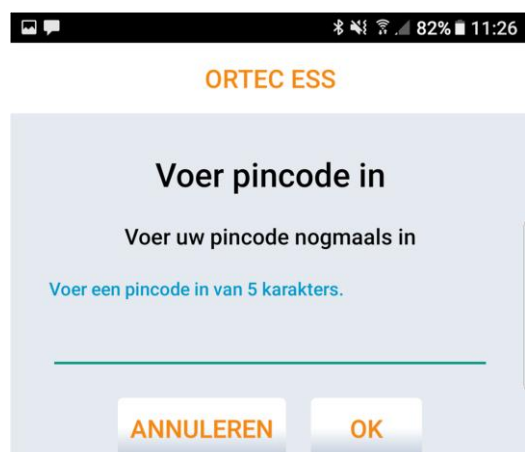 82% 11:26
ORTEC ESS
Voer pincode in
Voer uw pincode nogmaals in
Voer een pincode in van 5 karakters.
ANNULEREN OK